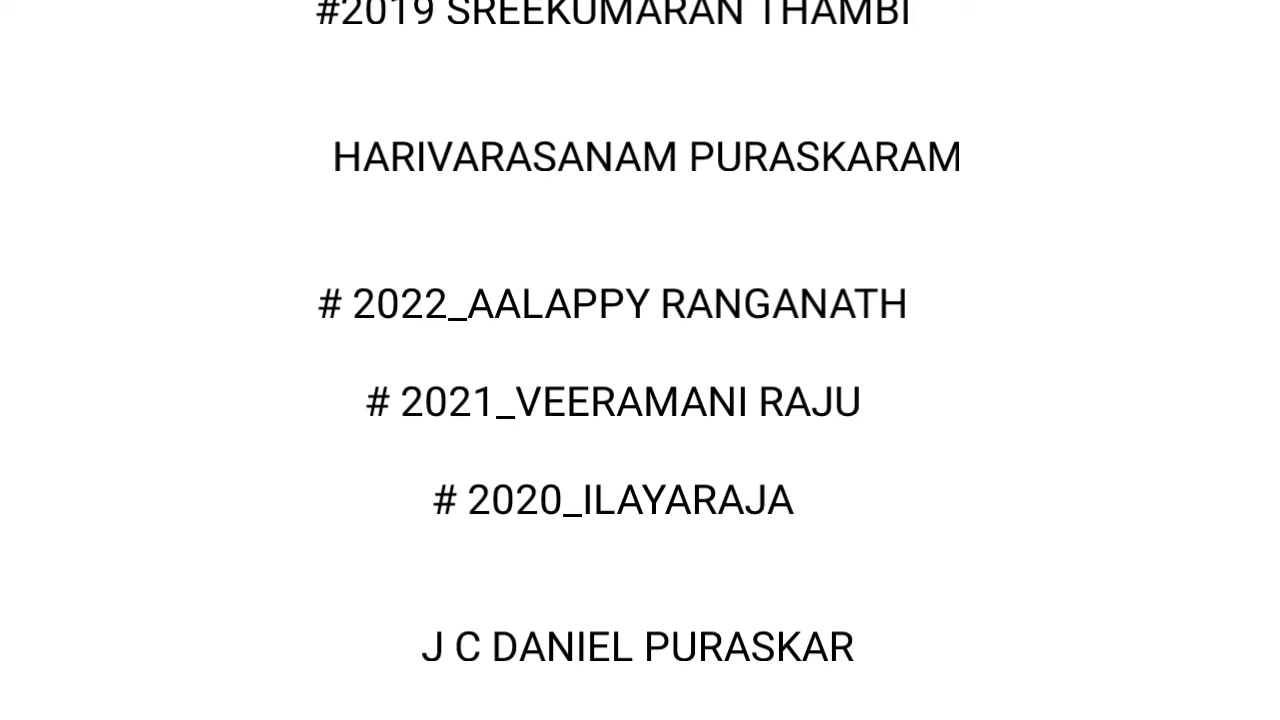 #2019 SREEKUMARAN THAMBI
HARIVARASANAM PURASKARAM
# 2022_AALAPPY RANGANATH
# 2021_VEERAMANI RAJU
# 2020_ILAYARAJA
J C DANIEL PURASKAR